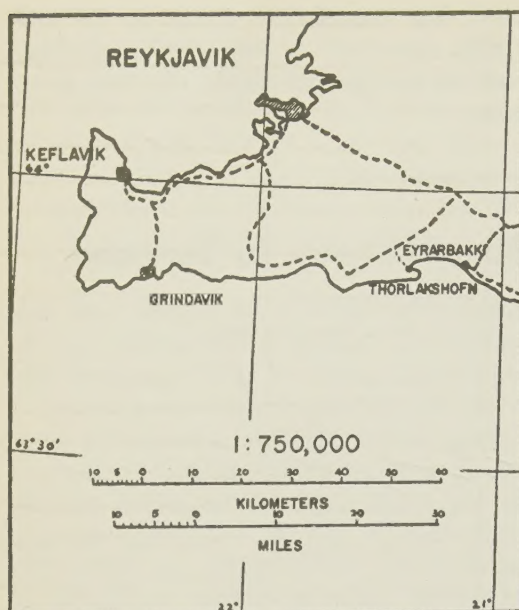 REYKJAVIK
KEFLAVIK
64°
EYRARBAKKI
GRINDAVIK
THORLAKSHOFN
63° 30'
1:750,000
10 5 0 10 20 30 40 50 60
KILOMETERS
10 5 0 10 20 30
MILES
22° 21°